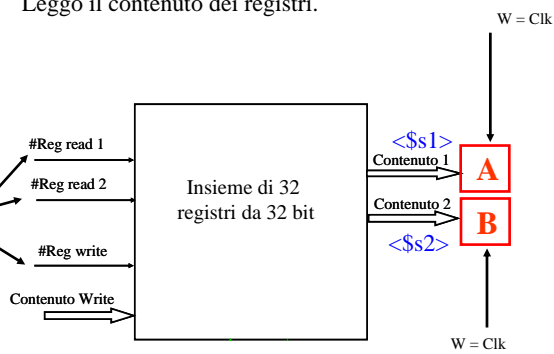 Leggo il contenuto dei registri.
W = Clk
#Reg read 1
<$s1>
Contenuto 1
A
#Reg read 2
Insieme di 32
registri da 32 bit
Contenuto 2
B
#Reg write
<$s2>
Contenuto Write
W = Clk